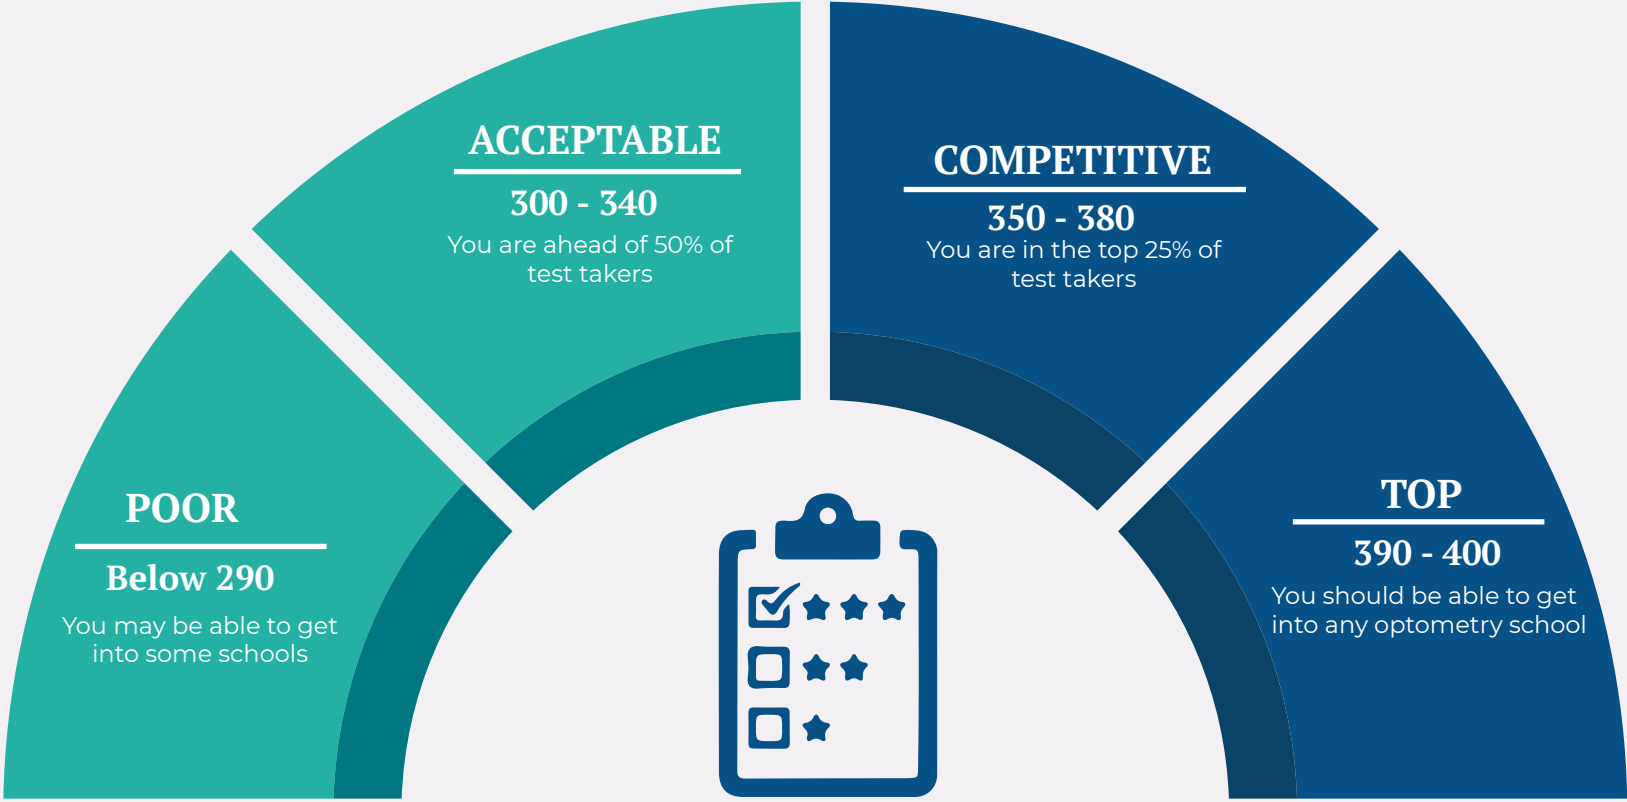 POOR
Below 290
You may be able to get
into some schools
ACCEPTABLE
300 - 340
You are ahead of 50% of
test takers
COMPETITIVE
350 - 380
You are in the top 25% of
test takers
TOP
390 - 400
You should be able to get
into any optometry school